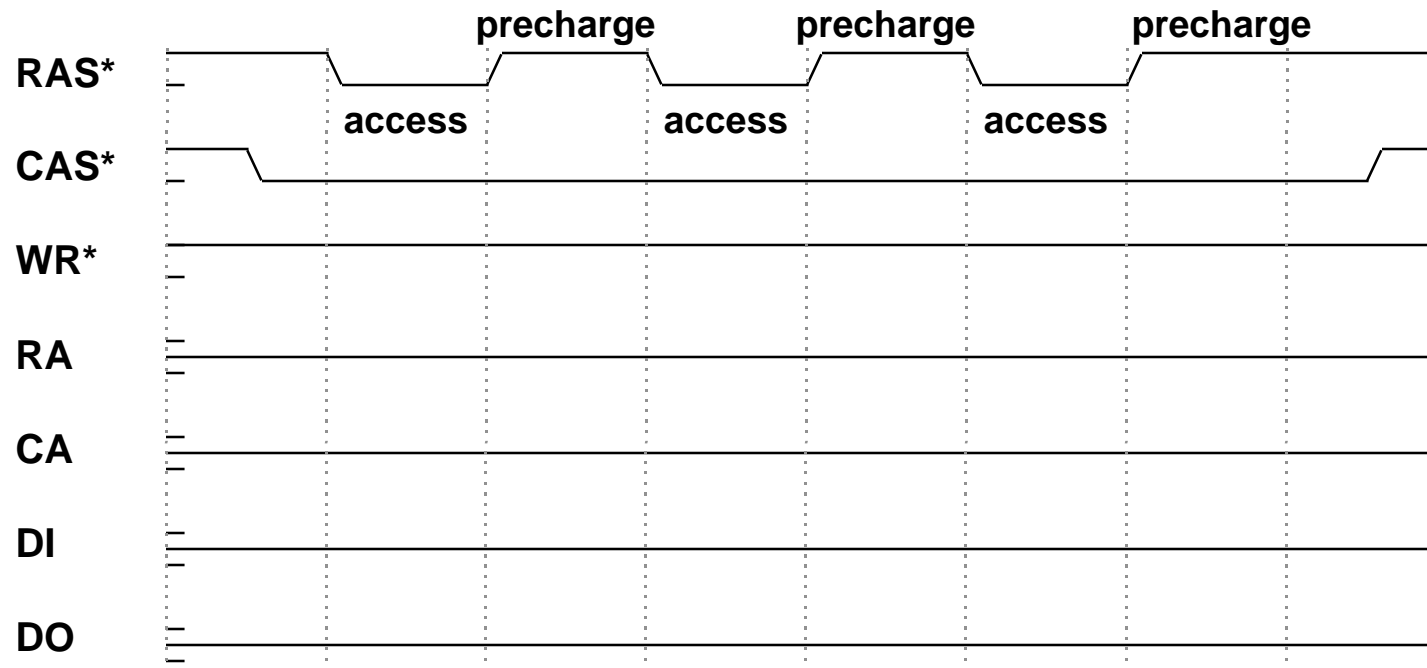 precharge precharge precharge
RAS*
access access access
CAS*
WR*
RA
CA
DI
DO